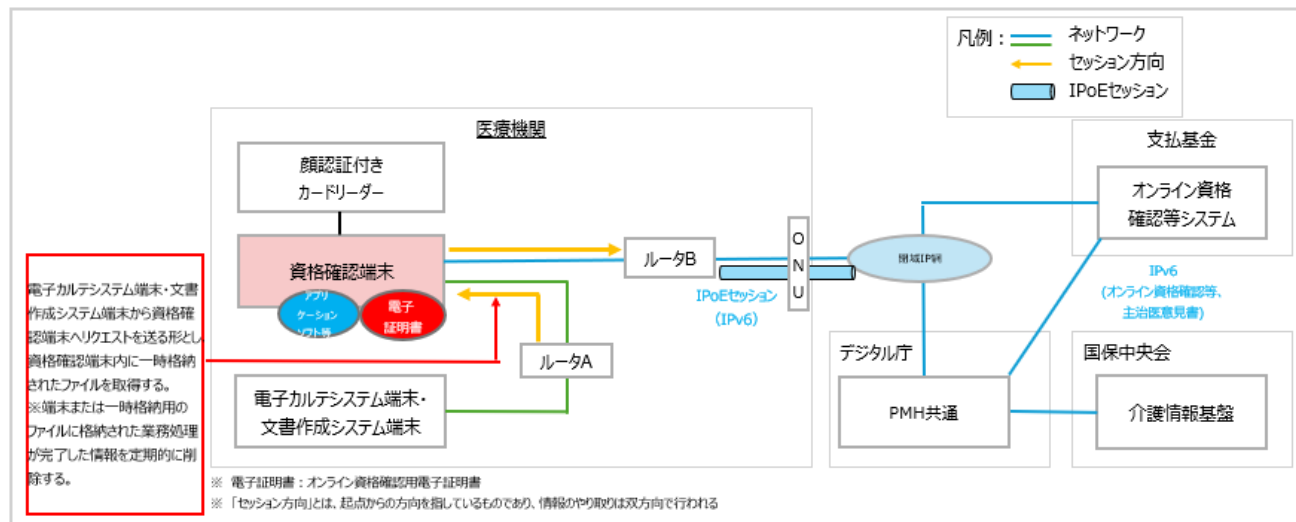 凡例：
ネットワーク
セッション方向
IPoEセッション
医療機関
顔認証付き
カードリーダー
資格確認端末
アプリ
ケーション
ソフト等
電子
証明書
電子カルテシステム端末・
文書作成システム端末
ルータA
ルータB
IPoEセッション
（IPv6）
ONU
閉域IP網
支払基金
オンライン資格
確認等システム
IPv6
(オンライン資格確認等、
主治医意見書)
デジタル庁
PMH共通
国保中央会
介護情報基盤
電子カルテシステム端末・文書
作成システム端末から資格確
認端末へリクエストを送る形とし
資格確認端末内に一時格納
されたファイルを取得する。
※端末または一時格納用の
ファイルに格納された業務処理
が完了した情報を定期的に削
除する。
※ 電子証明書：オンライン資格確認用電子証明書
※ 「セッション方向」とは、起点からの方向を指しているものであり、情報のやり取りは双方向で行われる